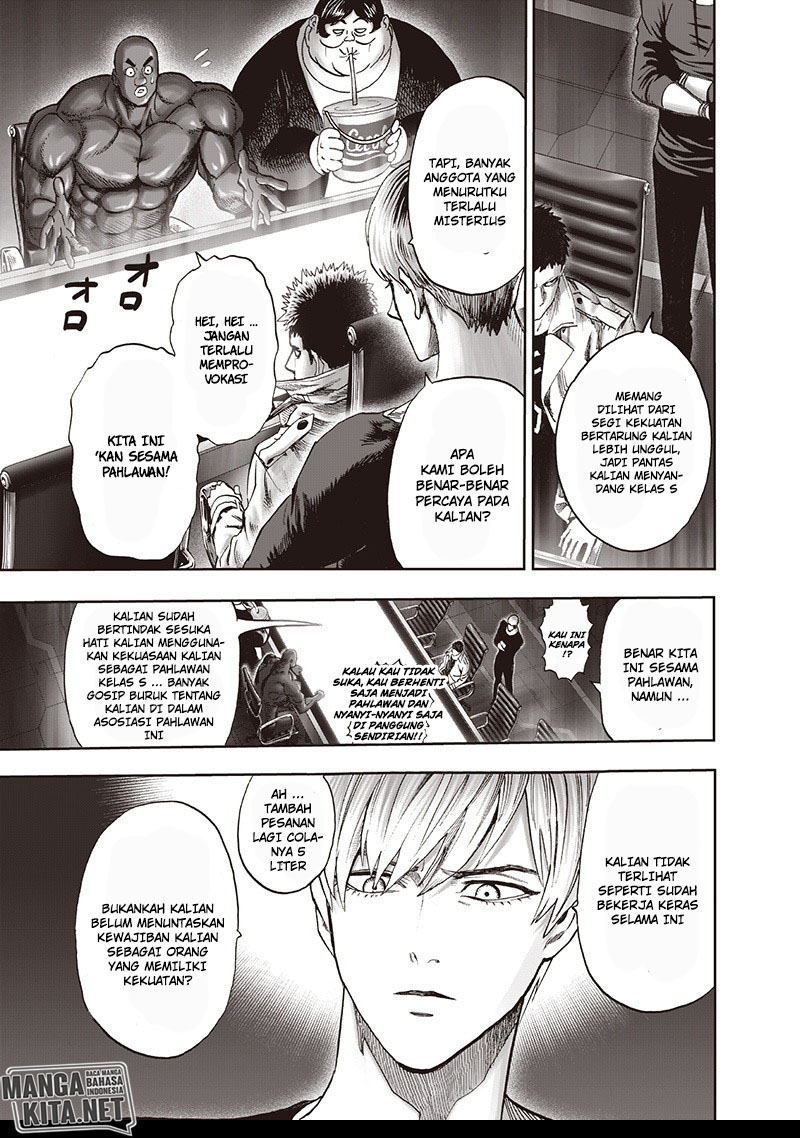 MEMANG
DILIHAT DARI
SEGI KEKUATAN
BERTARUNG KALIAN
LEBIH UNGGUL,
JADI PANTAS
KALIAN MENYAN-
DANG KELAS S
TAPI, BANYAK
ANGGOTA YANG
MENURUTKU
TERLALU
MISTERIUS
APA
KAMI BOLEH
BENAR-BENAR
PERCAYA PADA
KALIAN?
オロ
オロ
HEI, HEI ...
JANGAN
TERLALU
MEMPRO-
VOKASI
KITA INI
'KAN SESAMA
PAHLAWAN!
BENAR KITA
INI SESAMA
PAHLAWAN,
NAMUN ...
KAU INI
KENAPA
!?
KALAU KAU TIDAK
SUKA, KAU BERHENTI
SAJA MENJADI
PAHLAWAN DAN
NYANYI-NYANYI SAJA
DI PANGGUNG
SENDIRIAN!!
KALIAN SUDAH
BERTINDAK SESUKA
HATI KALIAN MENGGUNA-
KAN KEKUASAAN KALIAN
SEBAGAI PAHLAWAN
KELAS S ... BANYAK
GOSIP BURUK TENTANG
KALIAN DI DALAM
ASOSIASI PAHLAWAN
INI
KALIAN TIDAK
TERLIHAT
SEPERTI SUDAH
BEKERJA KERAS
SELAMA INI
AH ...
TAMBAH
PESANAN
LAGI COLA-
NYA 5
LITER
BUKANKAH KALIAN
BELUM MENUNTASKAN
KEWAJIBAN KALIAN
SEBAGAI ORANG
YANG MEMILIKI
KEKUATAN?
MANGA
KITA.NET
BACA MANGA
BAHASA
INDONESIA